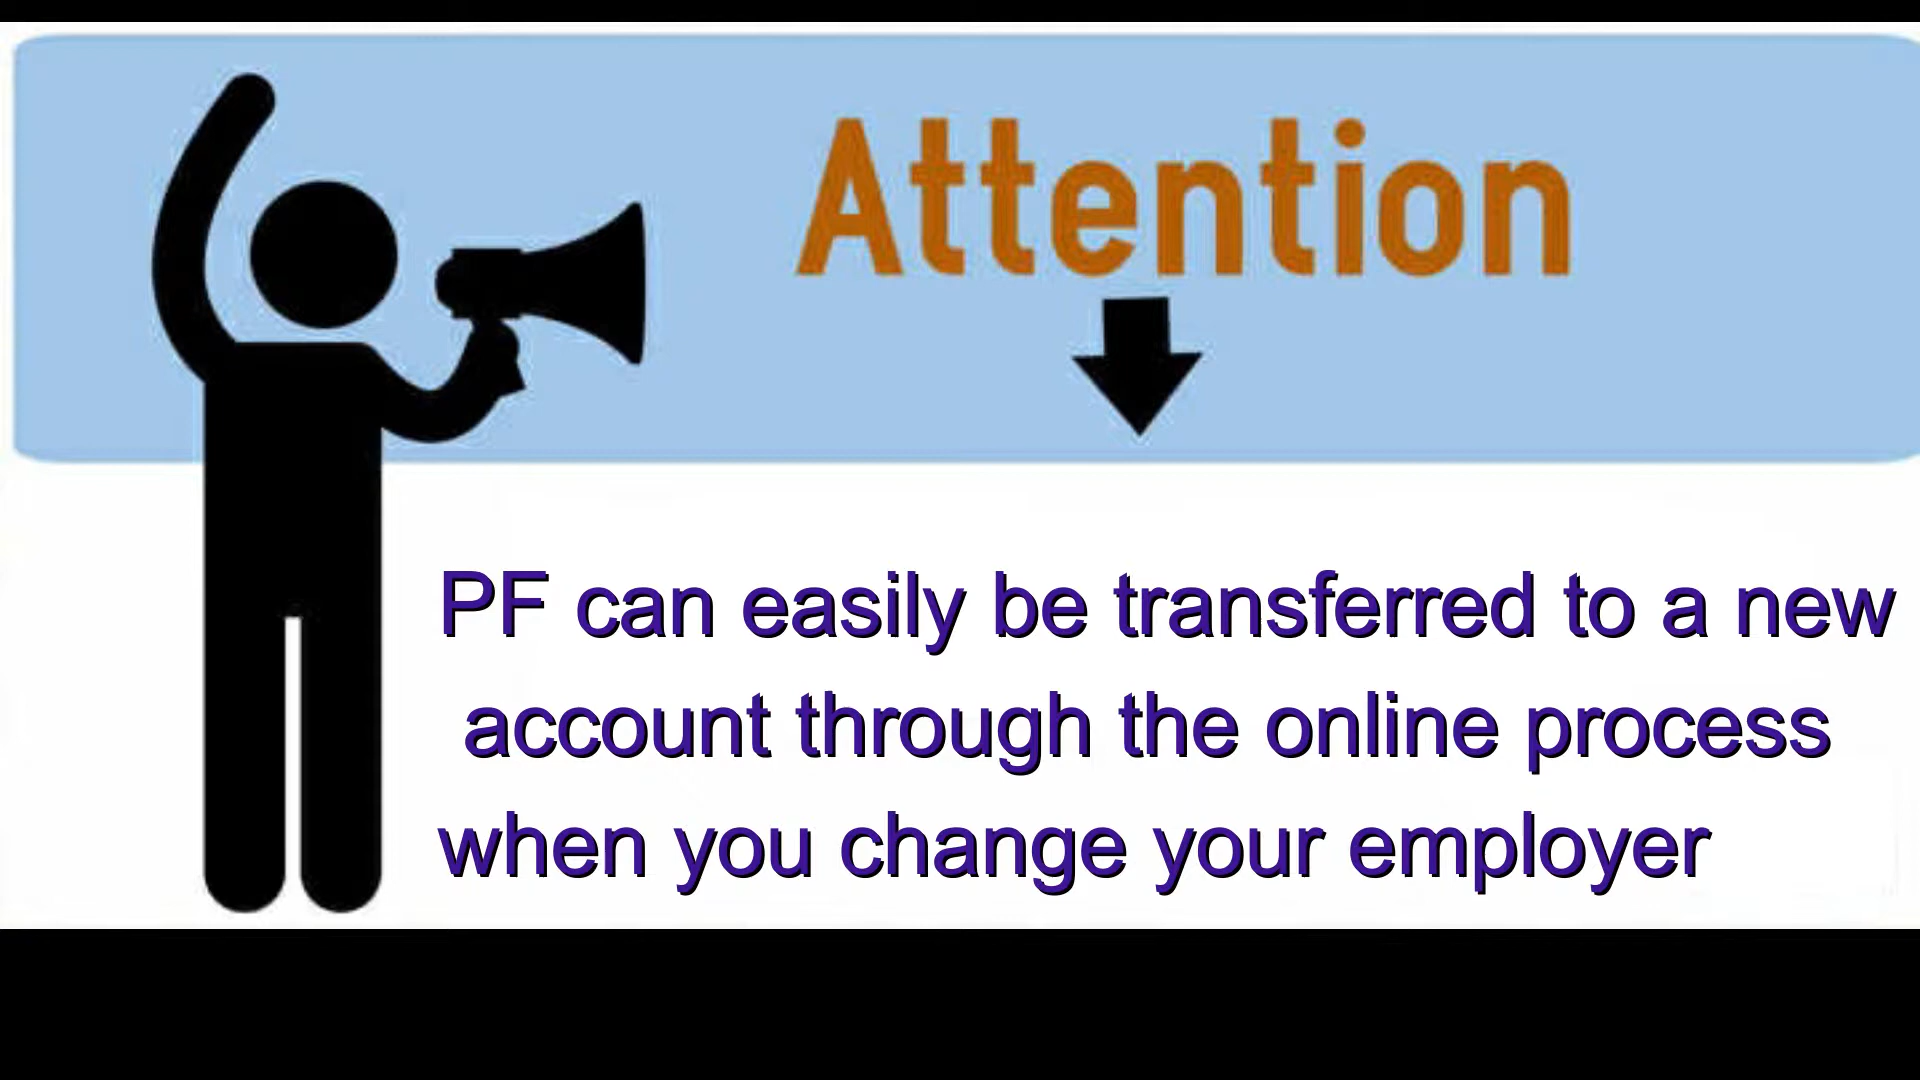 Attention
PF can easily be transferred to a new
account through the online process
when you change your employer